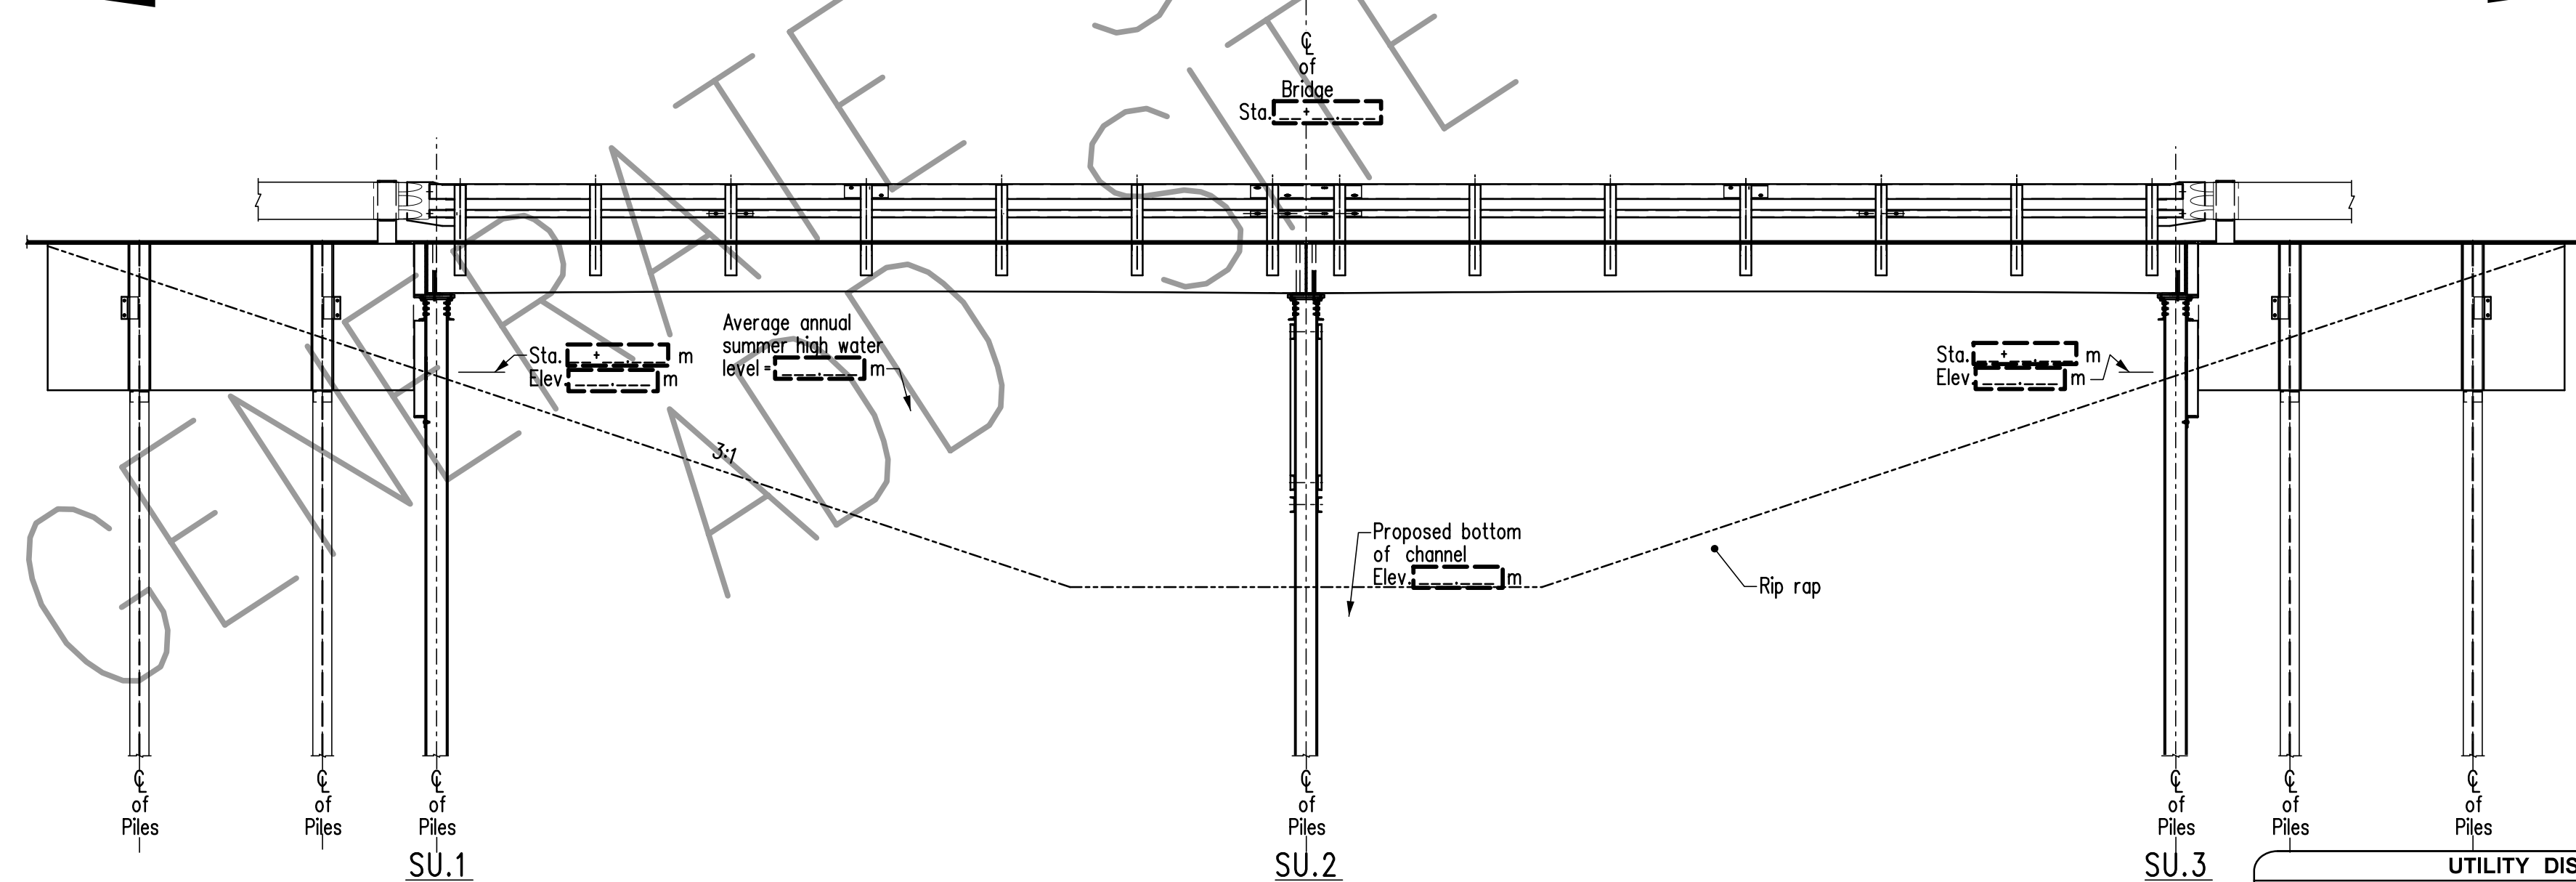 ℄
of
Bridge
Sta. +
Average annual
summer high water
level = m
Sta. + m
Elev. m
Sta. + m
Elev. m
3:1
Proposed bottom
of channel
Elev. m
Rip rap
GENERATE
ADD SITE
℄ ℄ ℄ ℄ ℄ ℄ ℄
of of of of of of of
Piles Piles Piles Piles Piles Piles Piles
SU.1 SU.2 SU.3
UTILITY DIS